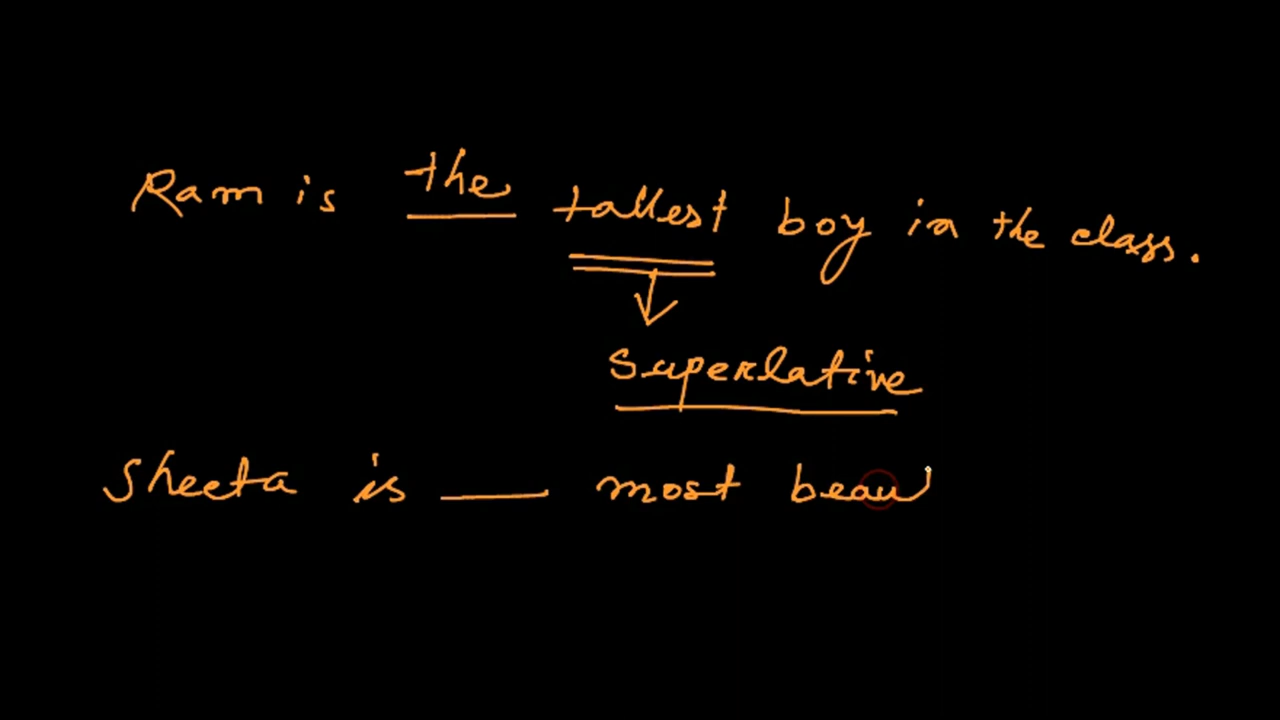 Ram is the tallest boy in the class.
Superlative
Sheeta is ___ most beau